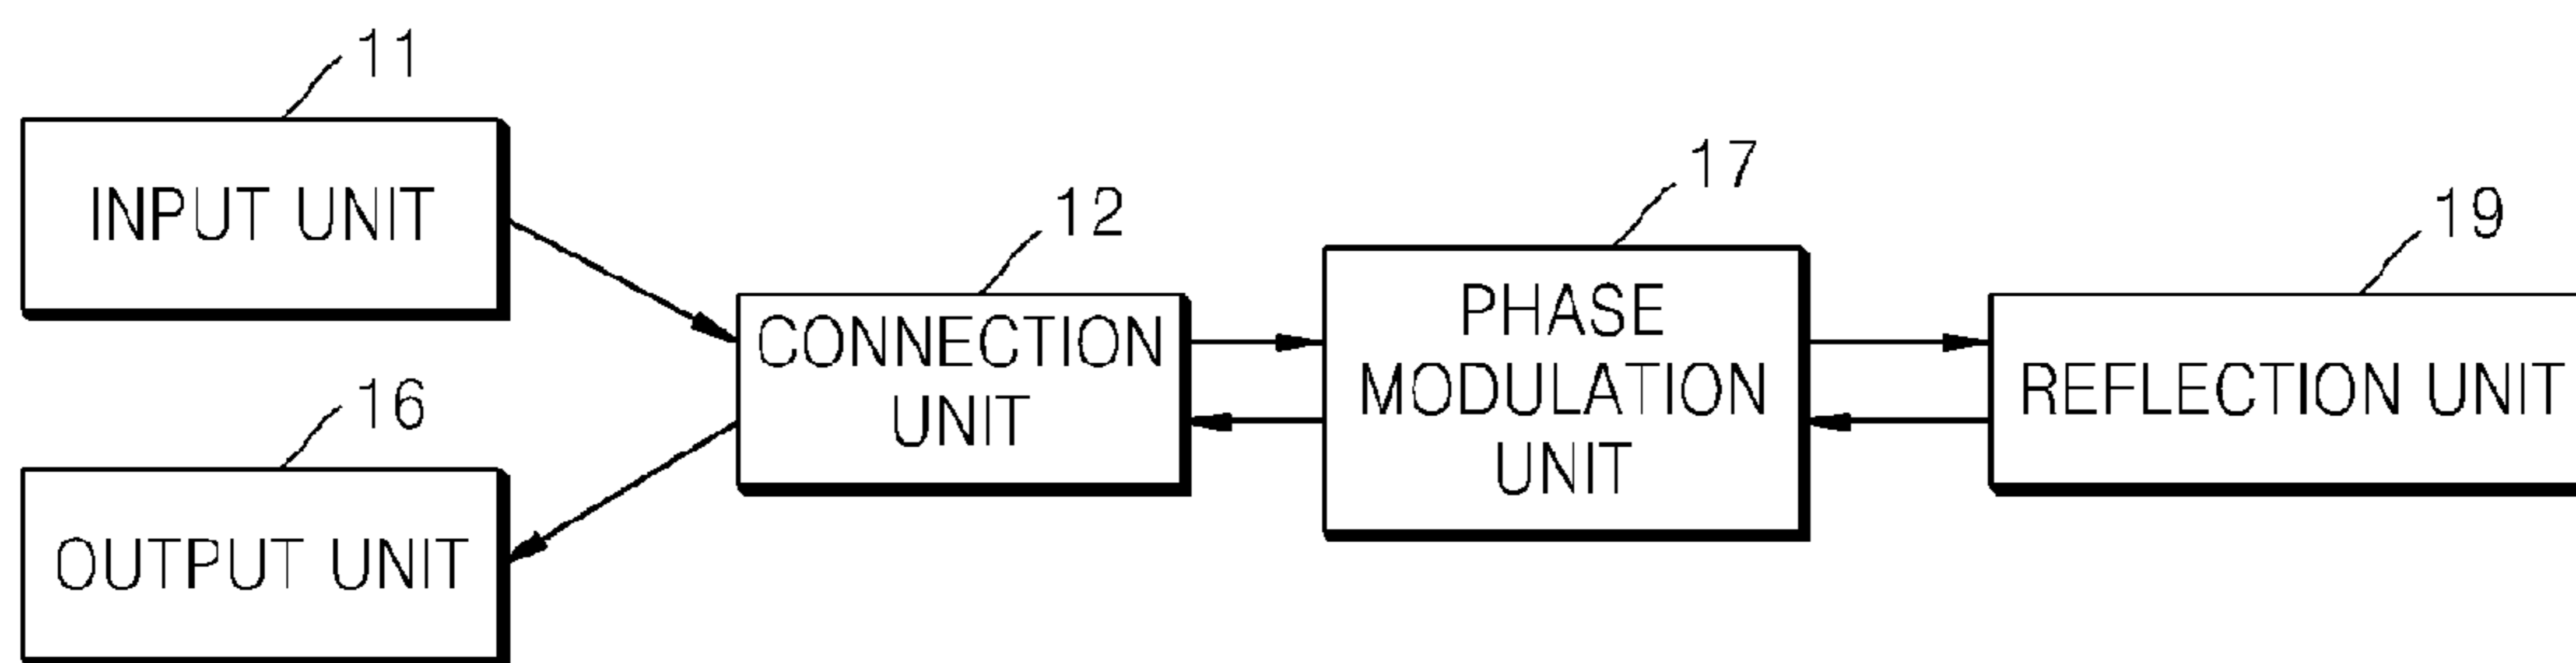 11
INPUT UNIT
12
CONNECTION
UNIT
16
OUTPUT UNIT
17
PHASE
MODULATION
UNIT
19
REFLECTION UNIT